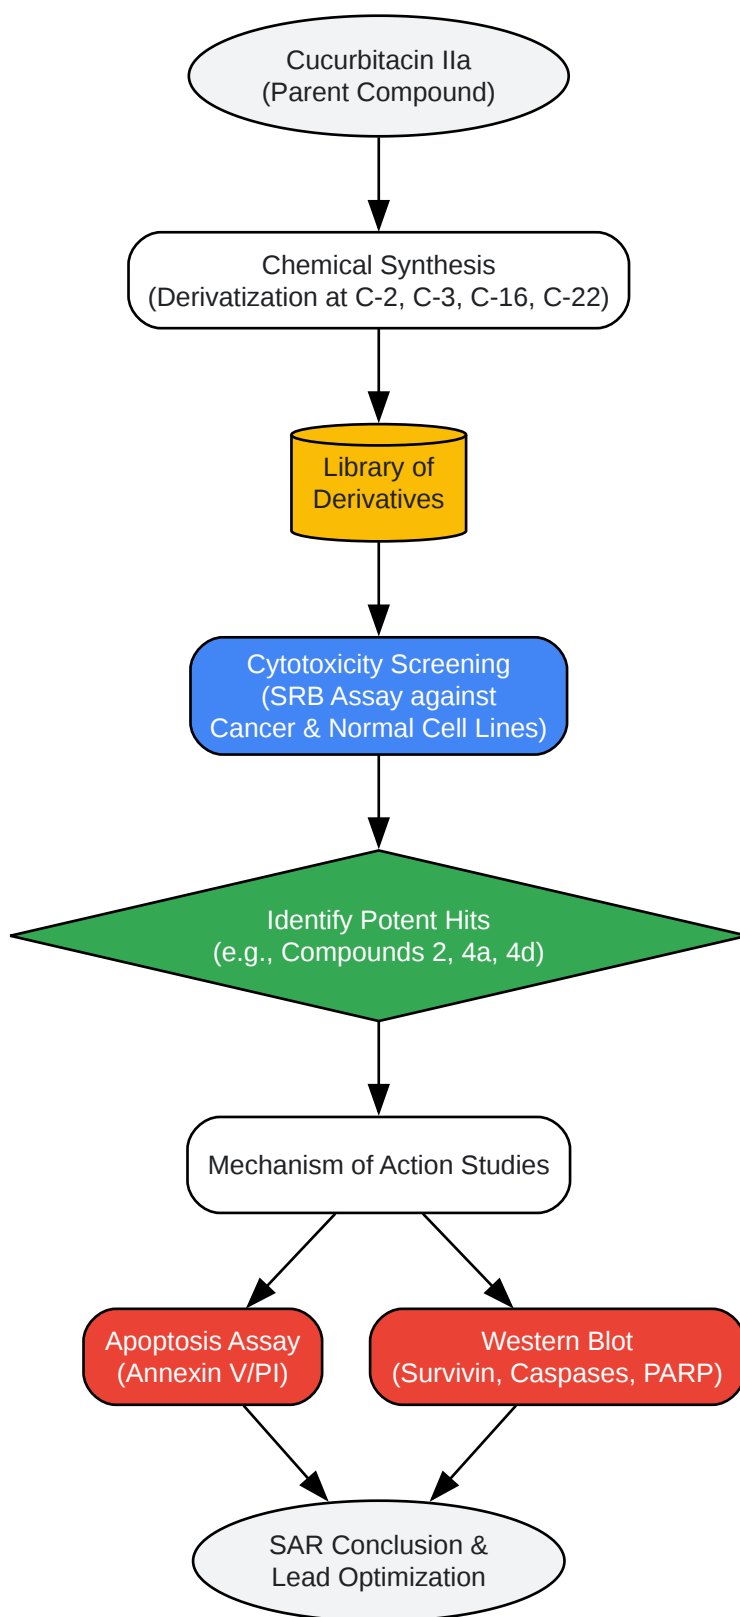 Cucurbitacin IIa
(Parent Compound)
Chemical Synthesis
(Derivatization at C-2, C-3, C-16, C-22)
Library of
Derivatives
Cytotoxicity Screening
(SRB Assay against
Cancer & Normal Cell Lines)
Identify Potent Hits
(e.g., Compounds 2, 4a, 4d)
Mechanism of Action Studies
Apoptosis Assay
(Annexin V/PI)
Western Blot
(Survivin, Caspases, PARP)
SAR Conclusion &
Lead Optimization